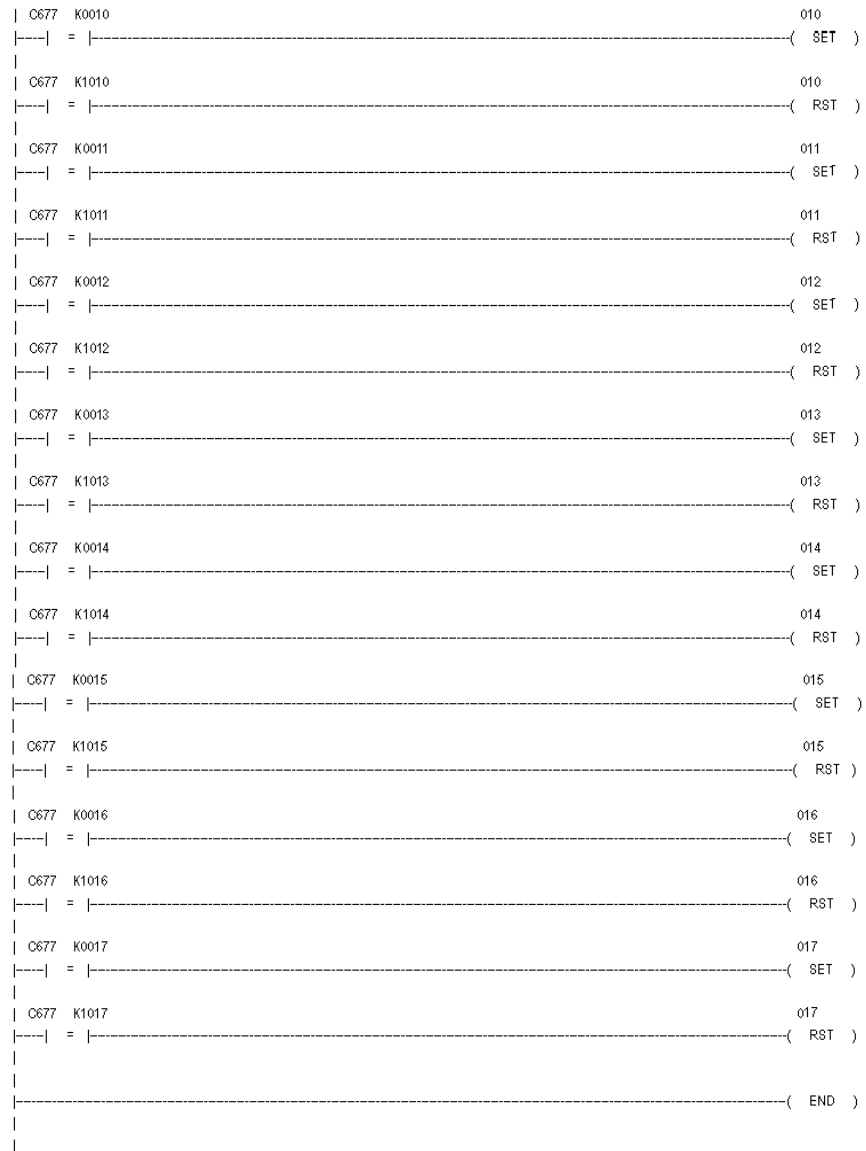 | C677 K0010 010
|----| = |----------------------------------------( SET )
|
| C677 K1010 010
|----| = |----------------------------------------( RST )
|
| C677 K0011 011
|----| = |----------------------------------------( SET )
|
| C677 K1011 011
|----| = |----------------------------------------( RST )
|
| C677 K0012 012
|----| = |----------------------------------------( SET )
|
| C677 K1012 012
|----| = |----------------------------------------( RST )
|
| C677 K0013 013
|----| = |----------------------------------------( SET )
|
| C677 K1013 013
|----| = |----------------------------------------( RST )
|
| C677 K0014 014
|----| = |----------------------------------------( SET )
|
| C677 K1014 014
|----| = |----------------------------------------( RST )
|
| C677 K0015 015
|----| = |----------------------------------------( SET )
|
| C677 K1015 015
|----| = |----------------------------------------( RST )
|
| C677 K0016 016
|----| = |----------------------------------------( SET )
|
| C677 K1016 016
|----| = |----------------------------------------( RST )
|
| C677 K0017 017
|----| = |----------------------------------------( SET )
|
| C677 K1017 017
|----| = |----------------------------------------( RST )
|
|
|----------------------------------------( END )
|
|